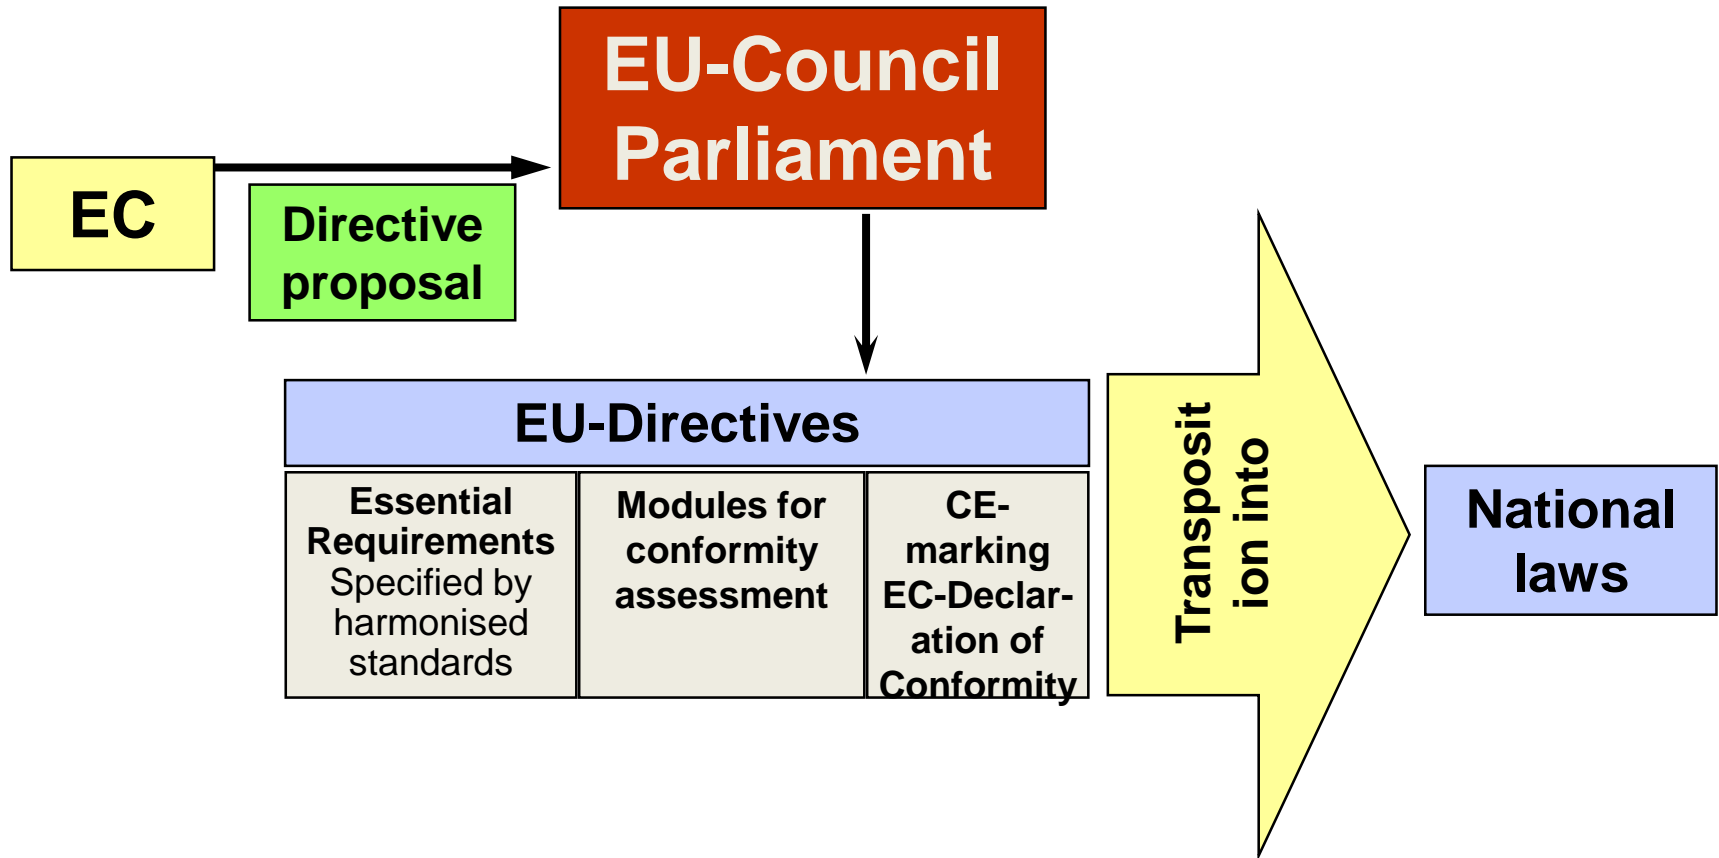 EU-Council
Parliament
EC
Directive
proposal
EU-Directives
Essential
Requirements
Specified by
harmonised
standards
Modules for
conformity
assessment
CE-
marking
EC-Declar-
ation of
Conformity
Transposit
ion into
National
laws